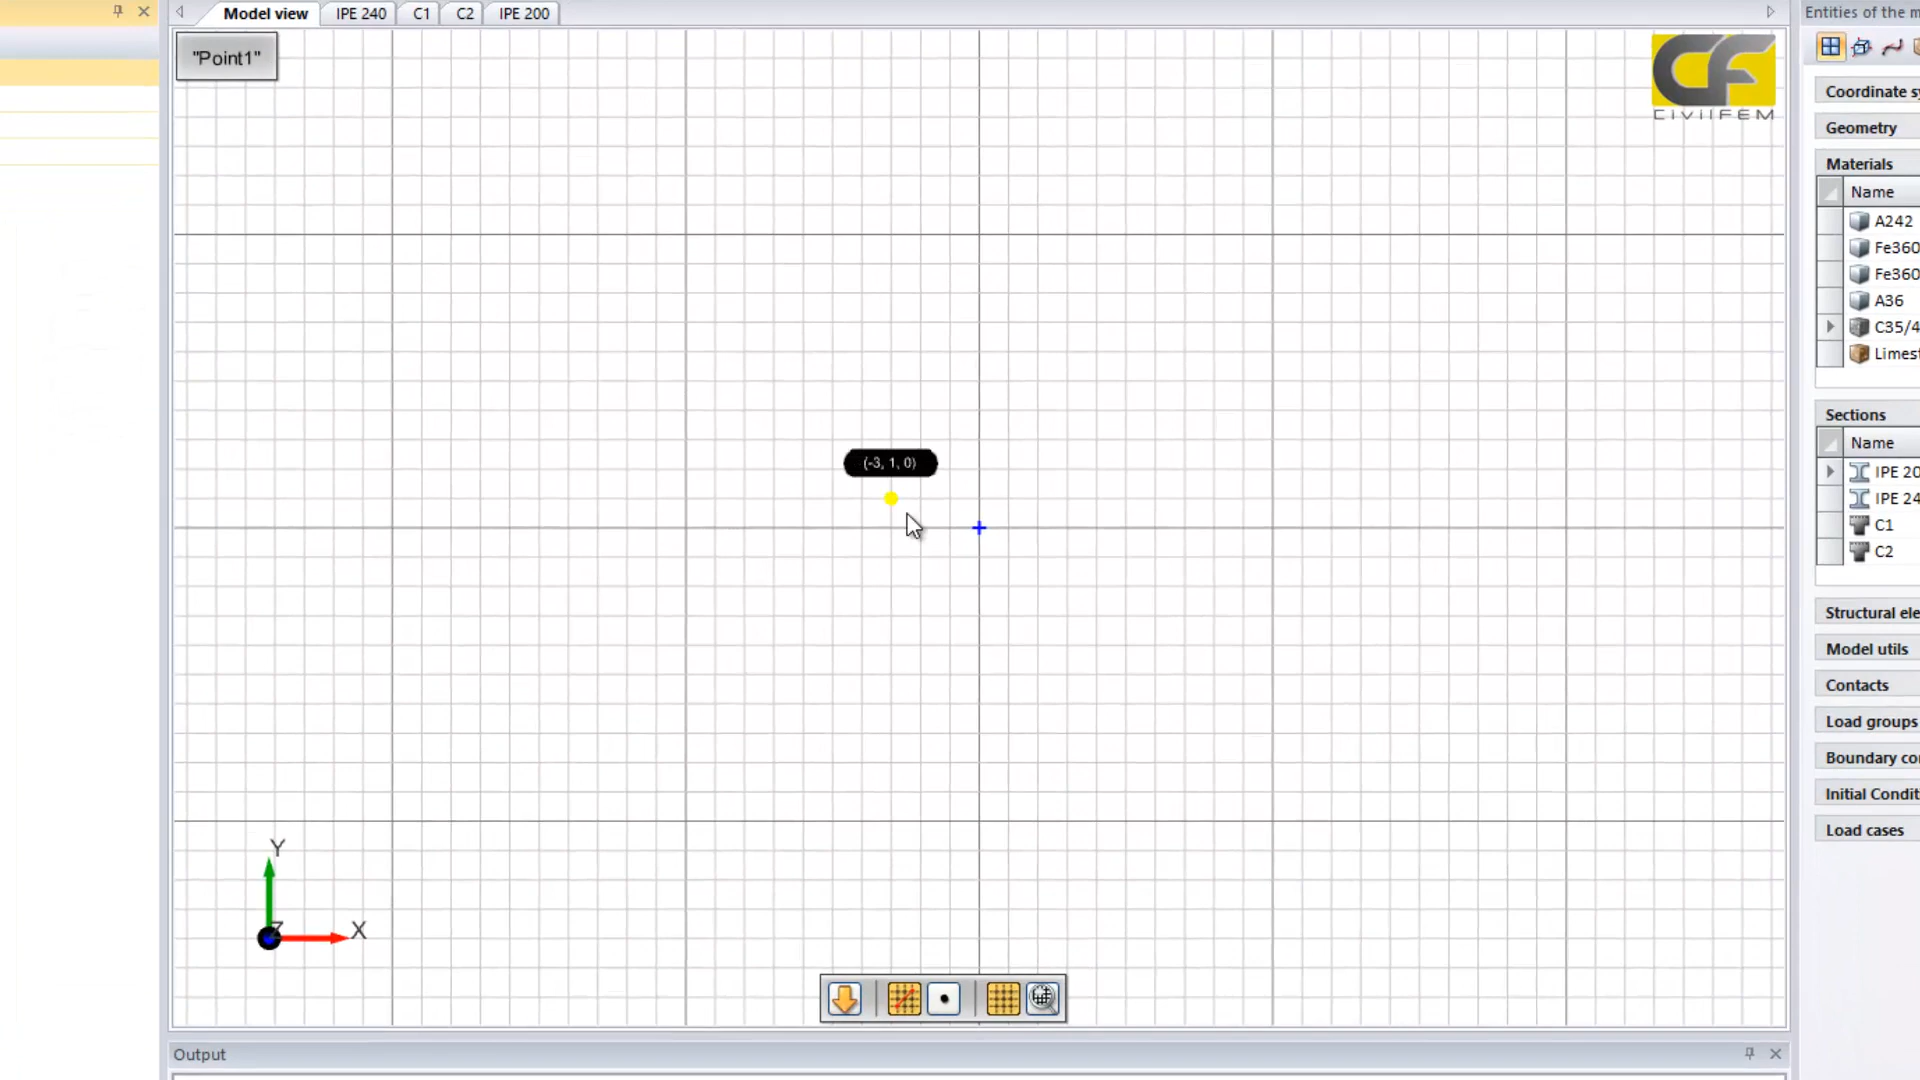 Model view
IPE 240
C1
C2
IPE 200
Entities of the m
"Point1"
CIVILFEM
Coordinate sy
Geometry
Materials
Name
A242
Fe360
Fe360
A36
C35/4
Limest
Sections
Name
IPE 20
IPE 24
C1
C2
Structural ele
Model utils
Contacts
Load groups
Boundary co
Initial Condit
Load cases
(-3, 1, 0)
Y
Z
X
Output